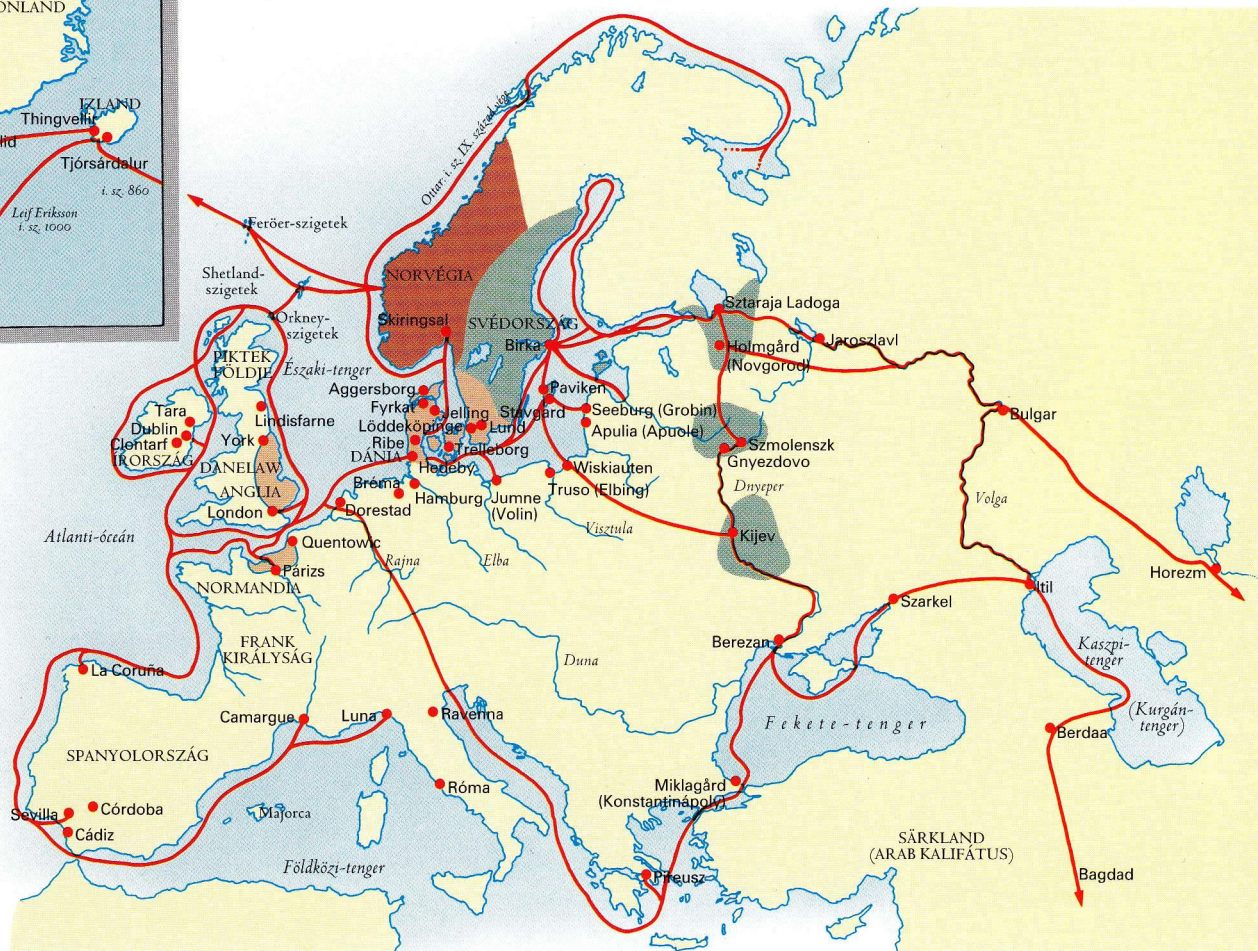 ONLAND
IZLAND
Thingvellir
lid
Tjórsárdalur
i. sz. 860
Leif Eriksson
i. sz. 1000
Ottar: i. sz. IX. század vége
Feröer-szigetek
Shetland-
szigetek
Orkney-
szigetek
NORVÉGIA
SVÉDORSZÁG
Skiringsal
Birka
Sztaraja Ladoga
Holmgård
(Novgorod)
Jaroszlavl
Bulgar
PIKTEK
FÖLDJE
Északi-tenger
Aggersborg
Fyrkat
Jelling
Löddeköpinge
Lund
Ribe
DÁNIA
Trelleborg
Hedeby
Paviken
Stavgard
Seeburg (Grobin)
Apulia (Apuole)
Szmolenszk
Gnyezdovo
Dnyeper
Wiskiauten
Truso (Elbing)
Tara
Dublin
Clontarf
ÍRORSZÁG
Lindisfarne
York
DANELAW
ANGLIA
London
Bréma
Hamburg
Jumne
(Volin)
Dorestad
Visztula
Volga
Kijev
Atlanti-óceán
Quentowic
Párizs
NORMANDIA
Rajna
Elba
Horezm
Itil
Szarkel
Berezan
FRANK
KIRÁLYSÁG
Duna
Kaszpi-
tenger
(Kurgán-
tenger)
La Coruña
Camargue
Luna
Ravenna
Fekete-tenger
Berdaa
SPANYOLORSZÁG
Róma
Miklagård
(Konstantinápoly)
Sevilla
Córdoba
Cádiz
Majorca
SÄRKLAND
(ARAB KALIFÁTUS)
Földközi-tenger
Pireusz
Bagdad